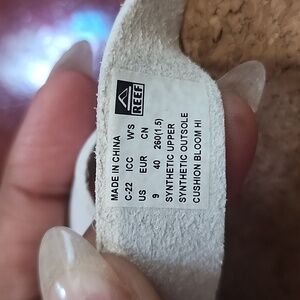 REEF
MADE IN CHINA
C-22 ICC W'S
US EUR CN
9 40 260(1.5)
SYNTHETIC UPPER
SYNTHETIC OUTSOLE
CUSHION BLOOM HI